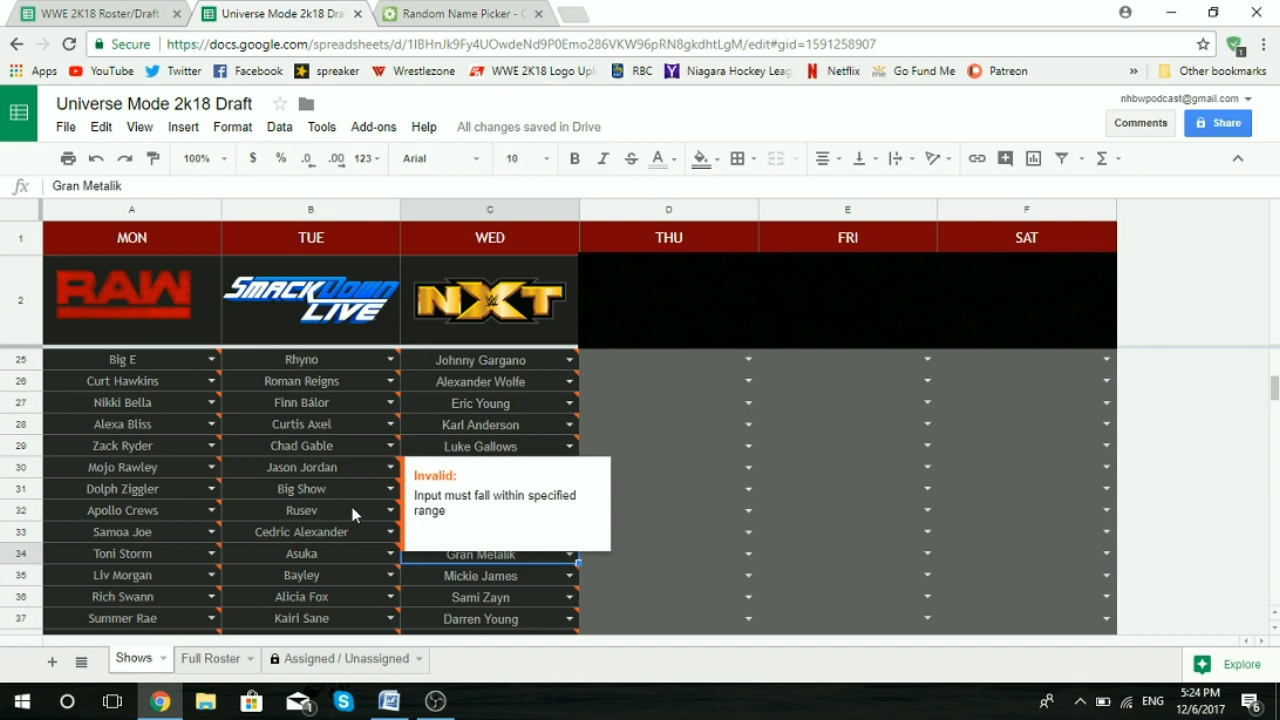 WWE 2K18 Roster/Draft
Universe Mode 2k18 Dra
Random Name Picker - C
Secure
https://docs.google.com/spreadsheets/d/1IBHnJk9Fy4UOwdeNd9P0Emo286VKW96pRN8gkdhtLgM/edit#gid=1591258907
Apps YouTube Twitter Facebook spreaker Wrestlezone WWE 2K18 Logo Upl RBC Niagara Hockey Leag Netflix Go Fund Me Patreon » Other bookmarks
Universe Mode 2k18 Draft
nhbwpodcast@gmail.com
File Edit View Insert Format Data Tools Add-ons Help All changes saved in Drive
Comments Share
100% $ % .0 .00 123 Arial 10 B I S A
fx Gran Metalik
A B C D E F
1 MON TUE WED THU FRI SAT
2 RAW SMACKDOWN LIVE NXT
25 Big E Rhyno Johnny Gargano
26 Curt Hawkins Roman Reigns Alexander Wolfe
27 Nikki Bella Finn Bálor Eric Young
28 Alexa Bliss Curtis Axel Karl Anderson
29 Zack Ryder Chad Gable Luke Gallows
30 Mojo Rawley Jason Jordan
31 Dolph Ziggler Big Show
32 Apollo Crews Rusev
33 Samoa Joe Cedric Alexander
Invalid:
Input must fall within specified
range
34 Toni Storm Asuka Gran Metalik
35 Liv Morgan Bayley Mickie James
36 Rich Swann Alicia Fox Sami Zayn
37 Summer Rae Kairi Sane Darren Young
Shows Full Roster Assigned / Unassigned
Explore
ENG
5:24 PM
12/6/2017